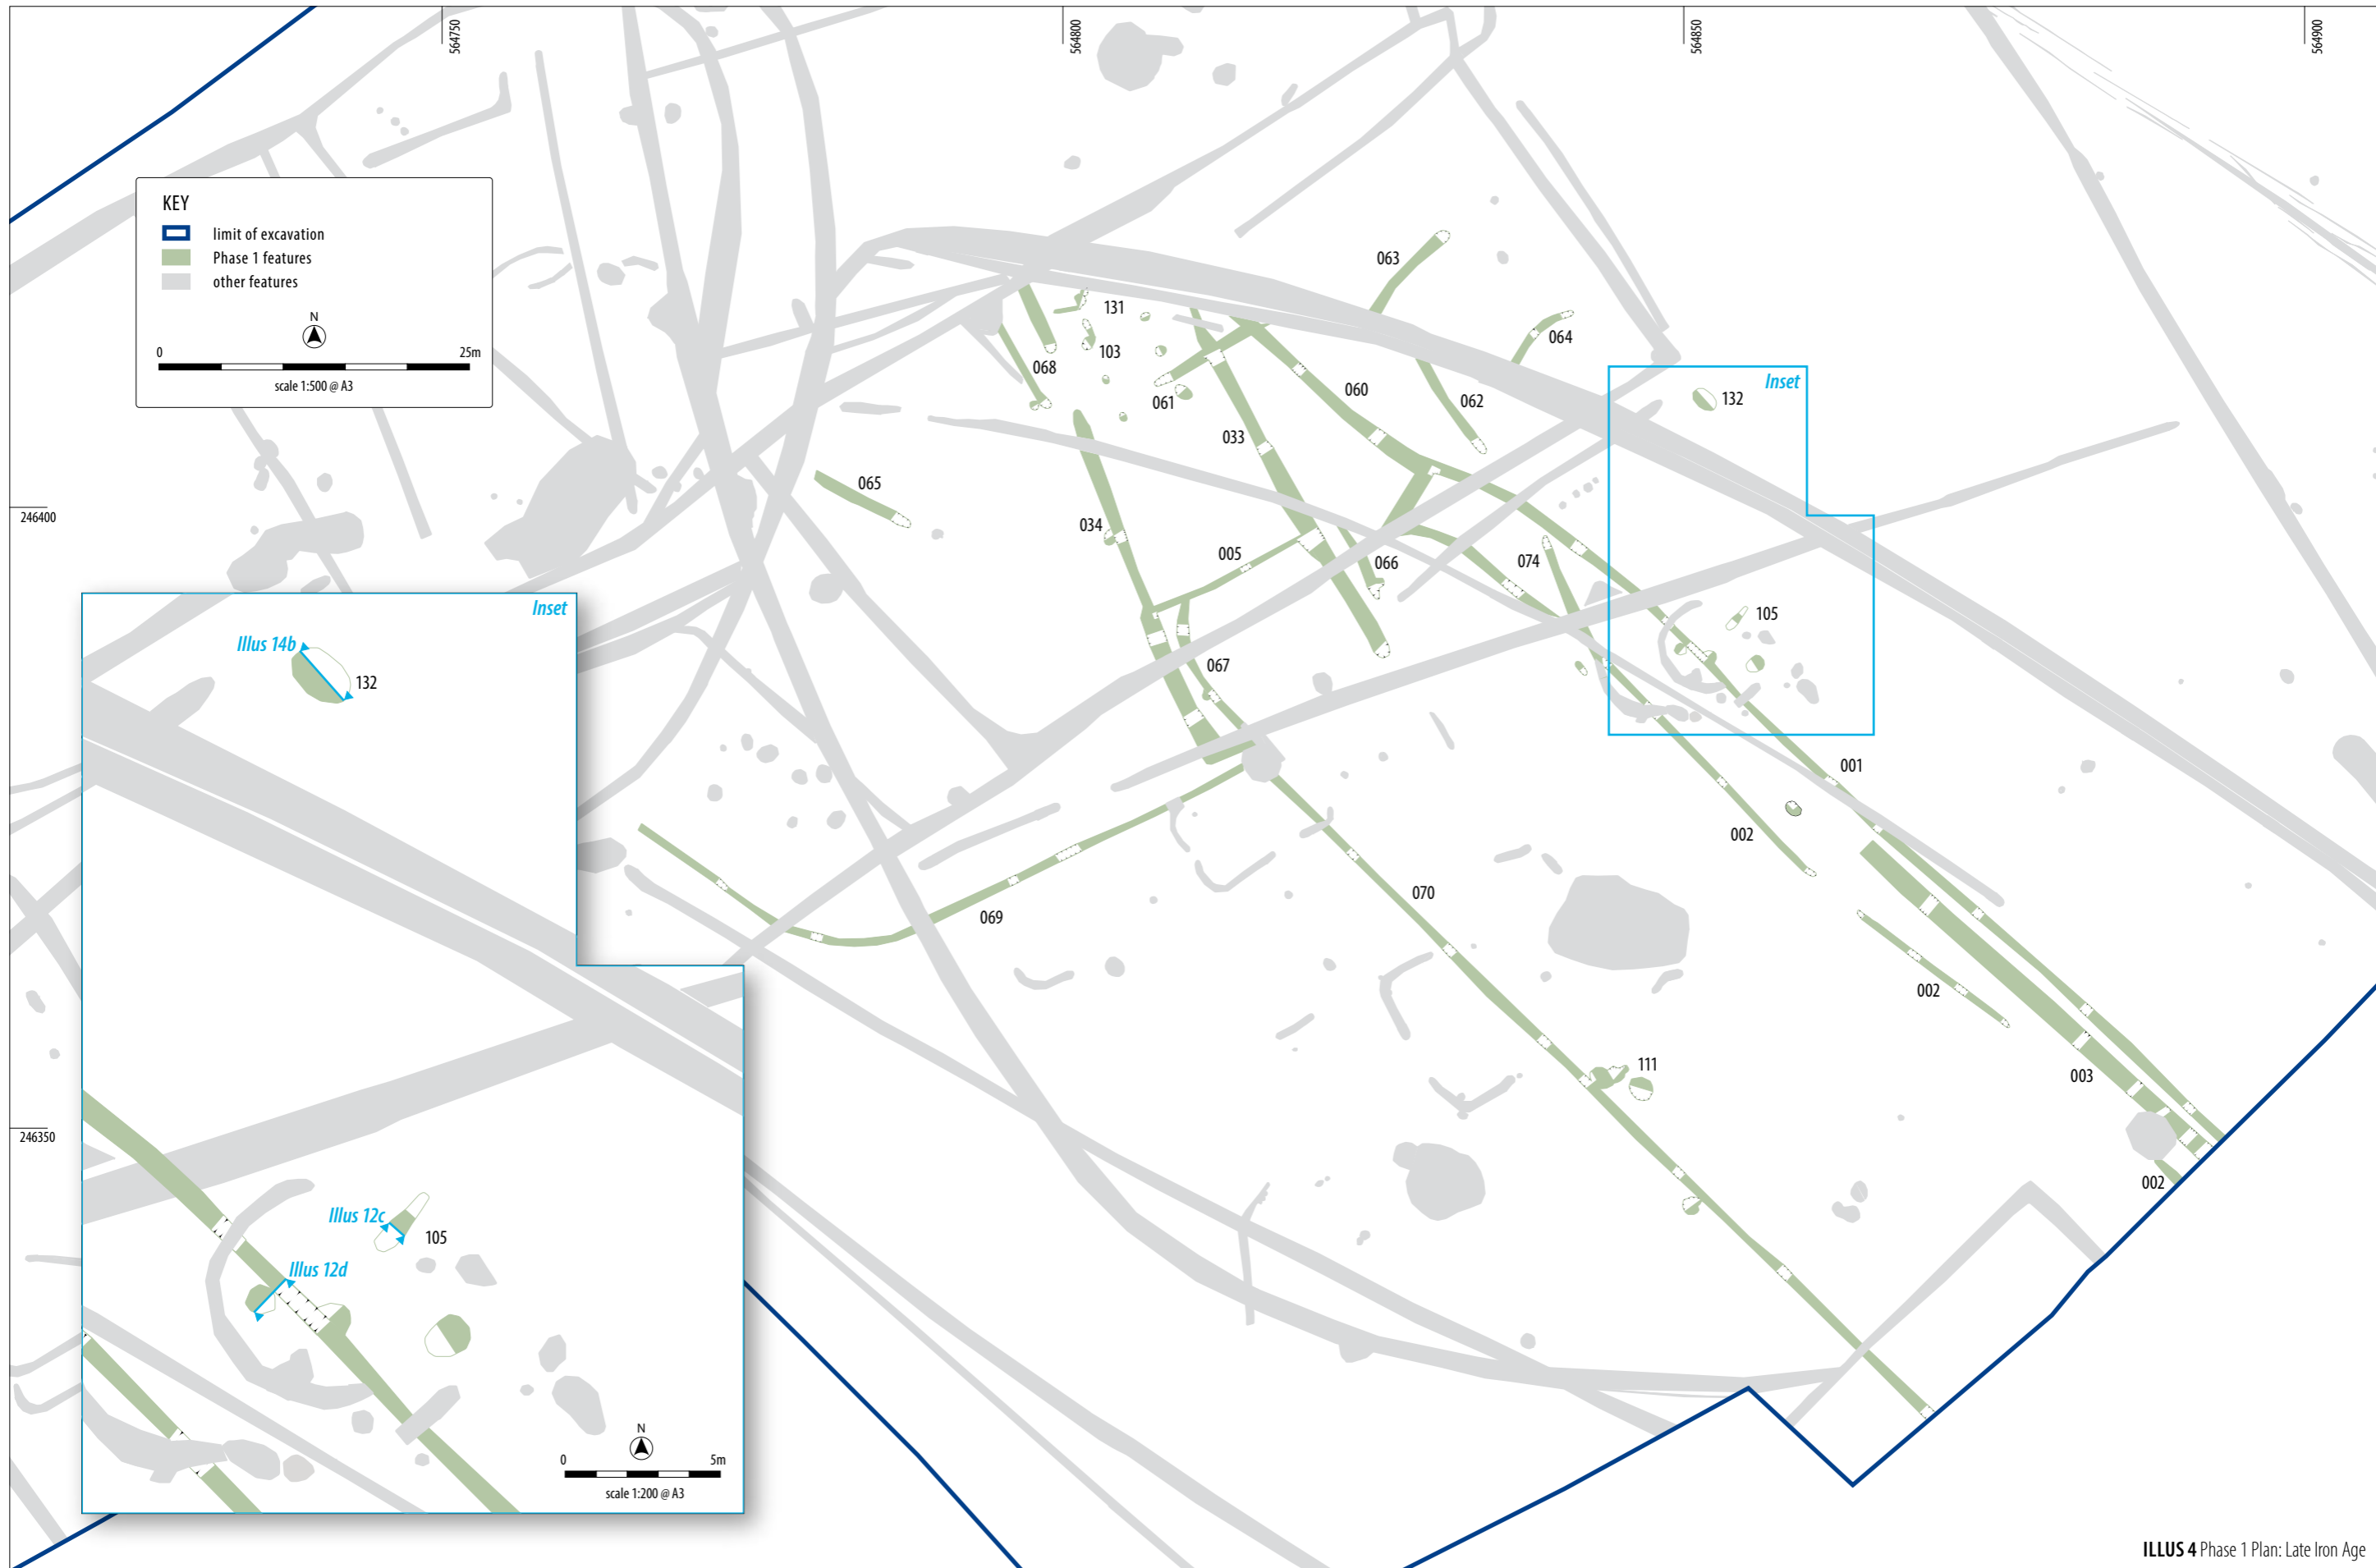 564750
564800
564850
564900
KEY
limit of excavation
Phase 1 features
other features
N
0 25m
scale 1:500 @ A3
063
131
064
103
068
060
Inset
132
061
062
033
065
246400
034
005
066
074
105
067
001
002
069
070
002
111
003
246350
002
Inset
Illus 14b
132
Illus 12c
105
Illus 12d
N
0 5m
scale 1:200 @ A3
ILLUS 4 Phase 1 Plan: Late Iron Age